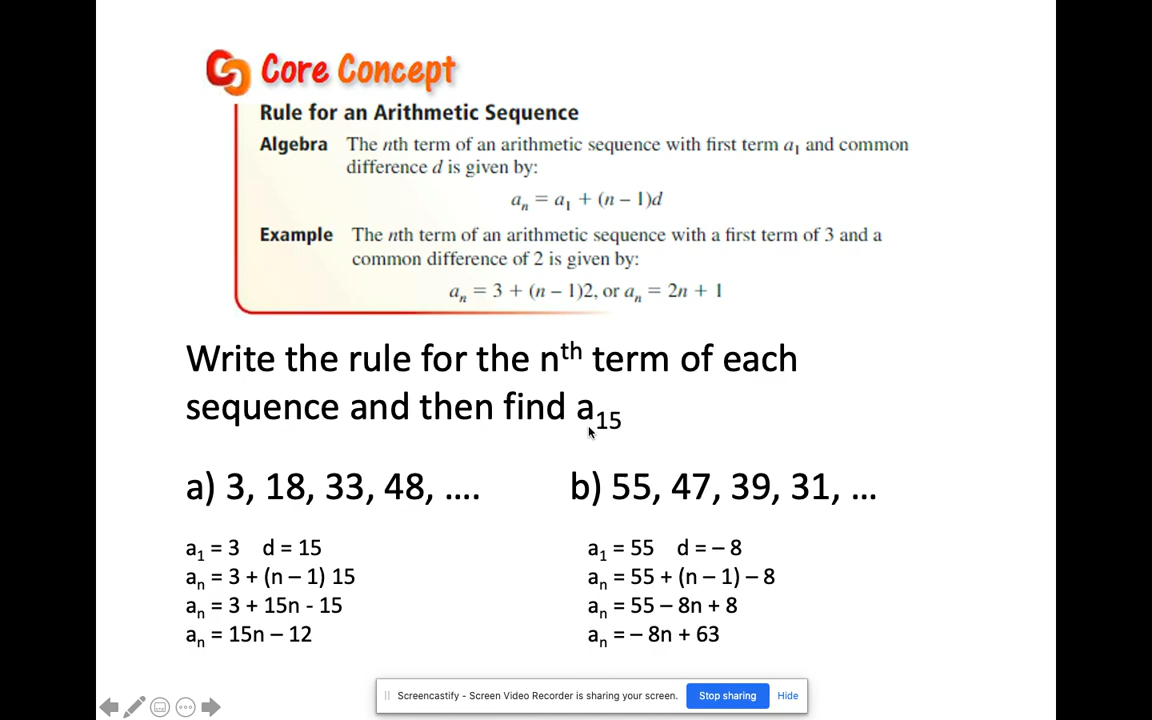 Core Concept
Rule for an Arithmetic Sequence
Algebra The nth term of an arithmetic sequence with first term a₁ and common
difference d is given by:
aₙ = a₁ + (n – 1)d
Example The nth term of an arithmetic sequence with a first term of 3 and a
common difference of 2 is given by:
aₙ = 3 + (n – 1)2, or aₙ = 2n + 1
Write the rule for the nᵗʰ term of each
sequence and then find a₁₅
a) 3, 18, 33, 48, ....
b) 55, 47, 39, 31, ...
a₁ = 3 d = 15
aₙ = 3 + (n – 1) 15
aₙ = 3 + 15n - 15
aₙ = 15n – 12
a₁ = 55 d = – 8
aₙ = 55 + (n – 1) – 8
aₙ = 55 – 8n + 8
aₙ = – 8n + 63
Screencastify - Screen Video Recorder is sharing your screen. Stop sharing Hide